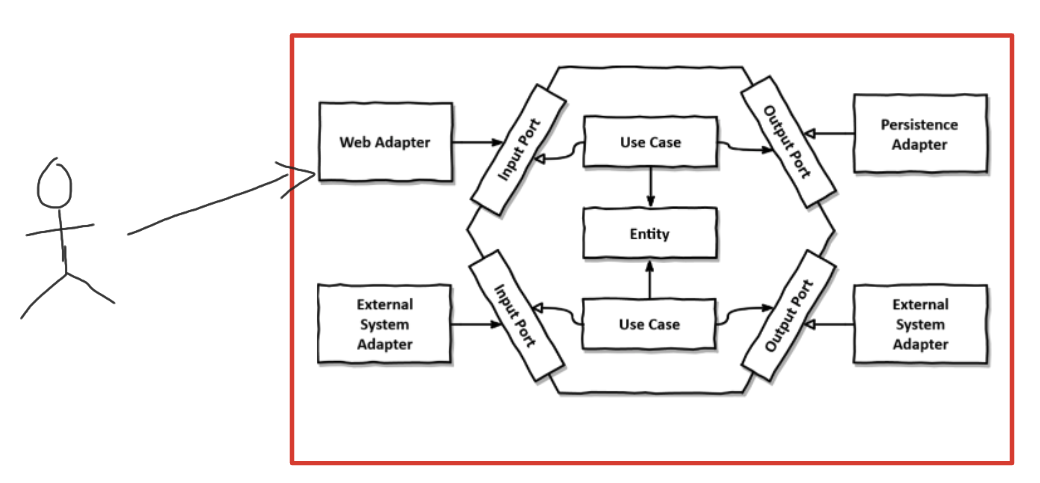 Web Adapter
Input Port
Use Case
Output Port
Persistence
Adapter
Entity
External
System
Adapter
Input Port
Use Case
Output Port
External
System
Adapter